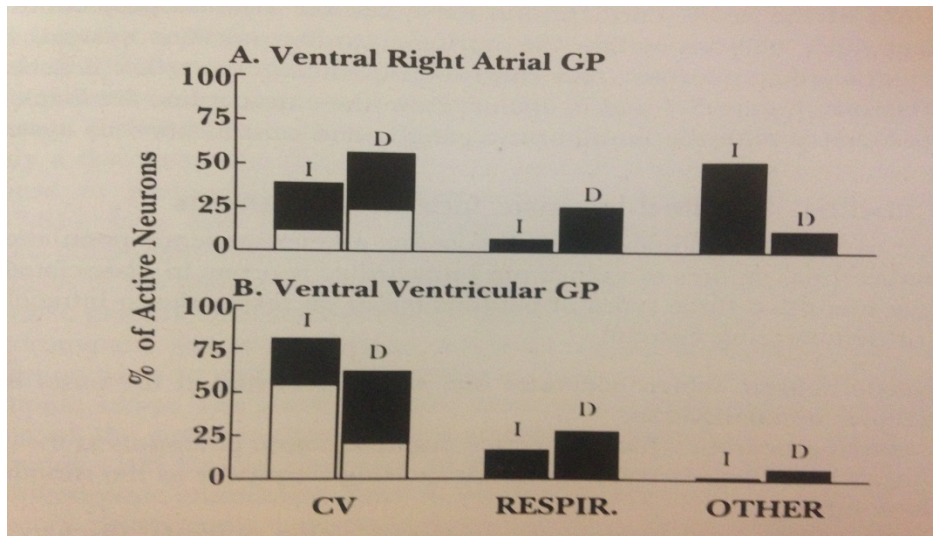 A. Ventral Right Atrial GP
100
75
50
25
0
I
D
I
D
I
D
% of Active Neurons
B. Ventral Ventricular GP
100
75
50
25
0
I
D
I
D
I
D
CV
RESPIR.
OTHER